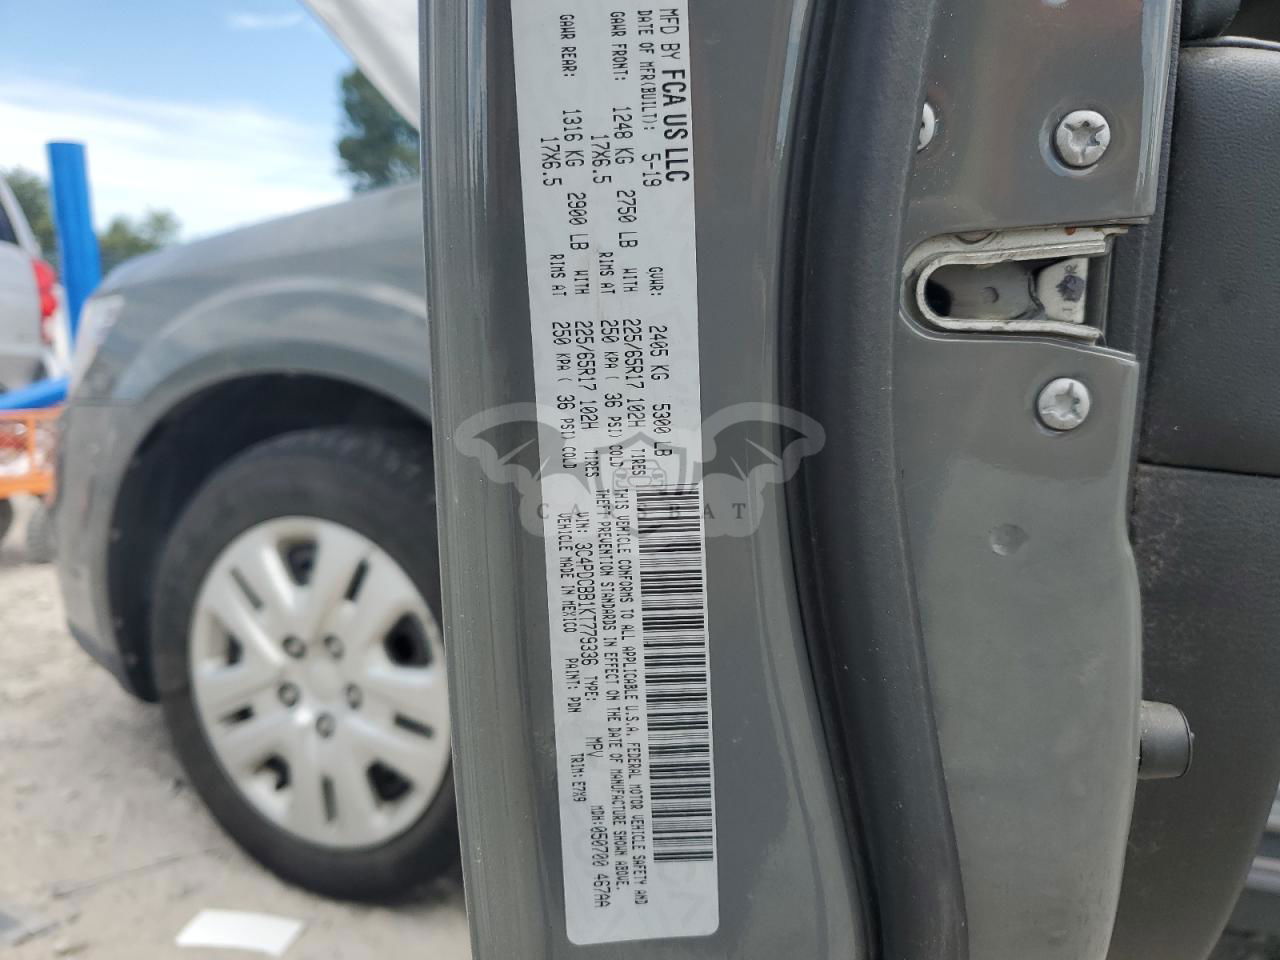 MFD BY FCA US LLC
DATE OF MFR(BUILT): 5-19 GVWR: 2405 KG 5300 LB
GAWR FRONT: 1248 KG 2750 LB WITH 225/65R17 102H TIRES
17X6.5 RIMS AT 250 KPA ( 36 PSI) COLD
GAWR REAR: 1316 KG 2900 LB WITH 225/65R17 102H TIRES
17X6.5 RIMS AT 250 KPA ( 36 PSI) COLD
THIS VEHICLE CONFORMS TO ALL APPLICABLE U.S.A. FEDERAL MOTOR VEHICLE SAFETY AND
THEFT PREVENTION STANDARDS IN EFFECT ON THE DATE OF MANUFACTURE SHOWN ABOVE.
VIN: 3C4PDCBB1KT779336 TYPE: MPV MDH:050700 467AA
VEHICLE MADE IN MEXICO PAINT: PDN TRIM: E7X9
CARSBAT